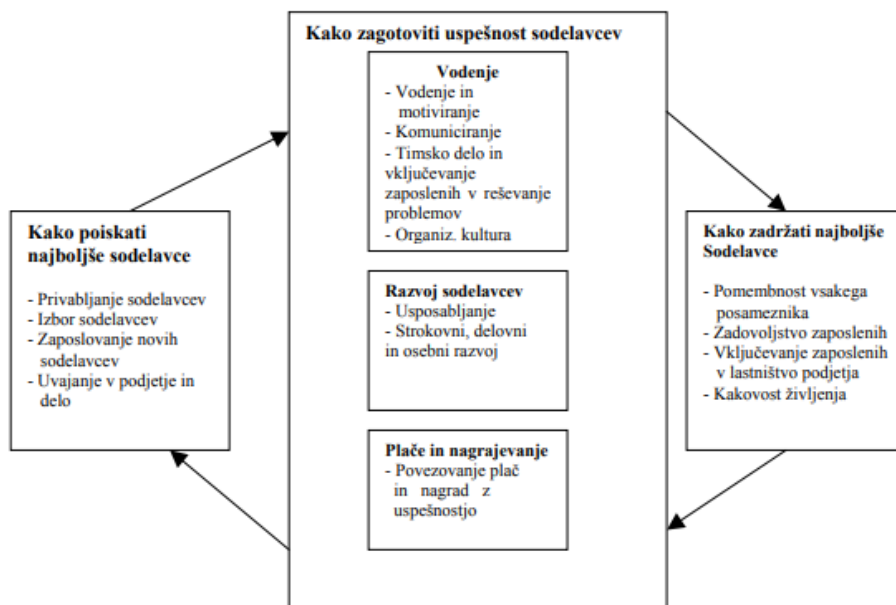 Kako zagotoviti uspešnost sodelavcev
Vodenje
- Vodenje in
motiviranje
- Komuniciranje
- Timsko delo in
vključevanje
zaposlenih v reševanje
problemov
- Organiz. kultura
Razvoj sodelavcev
- Usposabljanje
- Strokovni, delovni
in osebni razvoj
Plače in nagrajevanje
- Povezovanje plač
in nagrad z
uspešnostjo
Kako poiskati
najboljše sodelavce
- Privabljanje sodelavcev
- Izbor sodelavcev
- Zaposlovanje novih
sodelavcev
- Uvajanje v podjetje in
delo
Kako zadržati najboljše
Sodelavce
- Pomembnost vsakega
posameznika
- Zadovoljstvo zaposlenih
- Vključevanje zaposlenih
v lastništvo podjetja
- Kakovost življenja